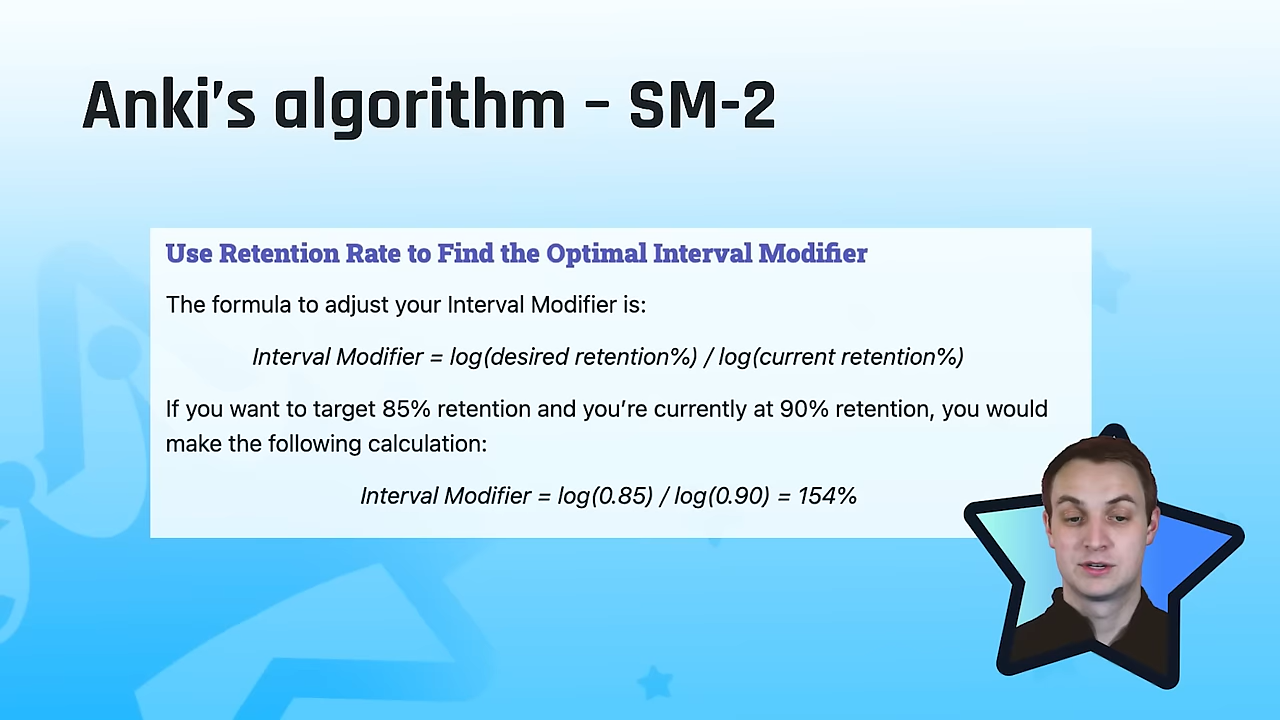 Anki's algorithm – SM-2
Use Retention Rate to Find the Optimal Interval Modifier
The formula to adjust your Interval Modifier is:
Interval Modifier = log(desired retention%) / log(current retention%)
If you want to target 85% retention and you’re currently at 90% retention, you would
make the following calculation:
Interval Modifier = log(0.85) / log(0.90) = 154%